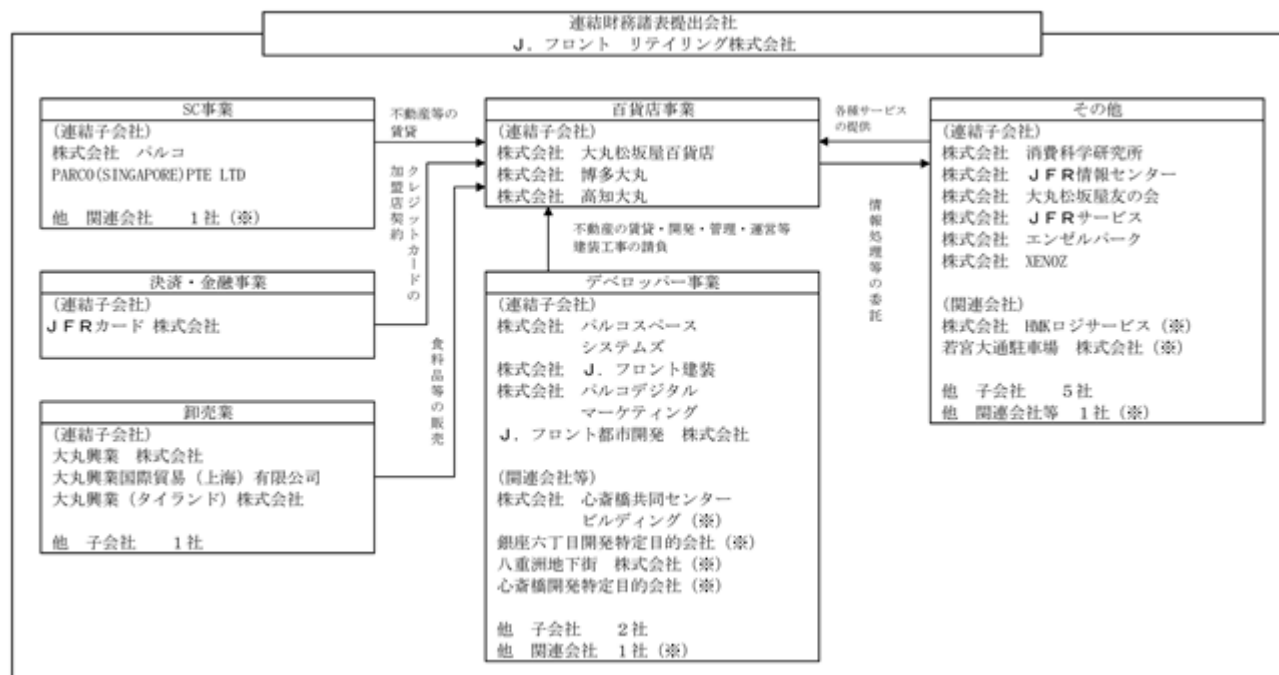 連結財務諸表提出会社
J．フロント　リテイリング株式会社
SC事業
(連結子会社)
株式会社　パルコ
PARCO(SINGAPORE)PTE LTD
他　関連会社　　1社(※)
不動産等の
賃貸
百貨店事業
(連結子会社)
株式会社　大丸松坂屋百貨店
株式会社　博多大丸
株式会社　高知大丸
各種サービス
の提供
その他
(連結子会社)
株式会社　消費科学研究所
株式会社　JFR情報センター
株式会社　大丸松坂屋友の会
株式会社　JFRサービス
株式会社　エンゼルパーク
株式会社　XENOZ
(関連会社)
株式会社　HMKロジサービス(※)
若宮大通駐車場　株式会社(※)
他　子会社　　5社
他　関連会社等　1社(※)
クレジットカードの
加盟店契約
情報処理等の委託
不動産の賃貸・開発・管理・運営等
建装工事の請負
決済・金融事業
(連結子会社)
JFRカード 株式会社
食料品等の販売
デベロッパー事業
(連結子会社)
株式会社　パルコスペース
システムズ
株式会社　J．フロント建装
株式会社　パルコデジタル
マーケティング
J．フロント都市開発　株式会社
(関連会社等)
株式会社　心斎橋共同センター
ビルディング(※)
銀座六丁目開発特定目的会社(※)
八重洲地下街　株式会社(※)
心斎橋開発特定目的会社(※)
他　子会社　　2社
他　関連会社　1社(※)
卸売業
(連結子会社)
大丸興業　株式会社
大丸興業国際貿易(上海)有限公司
大丸興業(タイランド)株式会社
他　子会社　　1社